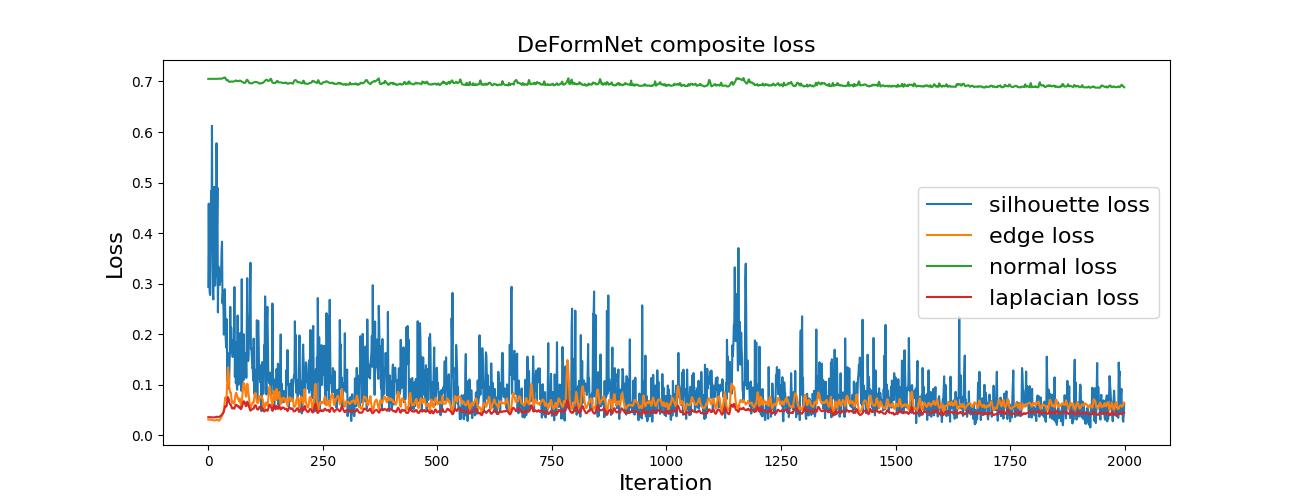 DeFormNet composite loss
Loss
0.7
0.6
0.5
0.4
0.3
0.2
0.1
0.0
silhouette loss
edge loss
normal loss
laplacian loss
0 250 500 750 1000 1250 1500 1750 2000
Iteration